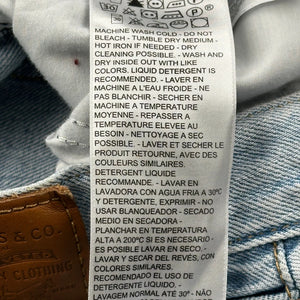 MACHINE WASH COLD - DO NOT
BLEACH - TUMBLE DRY MEDIUM -
HOT IRON IF NEEDED - DRY
CLEANING POSSIBLE. - WASH AND
DRY INSIDE OUT WITH LIKE
COLORS. LIQUID DETERGENT IS
RECOMMENDED. - LAVER EN
MACHINE A L'EAU FROIDE - NE
PAS BLANCHIR - SECHER EN
MACHINE A TEMPERATURE
MOYENNE - REPASSER A
TEMPERATURE ELEVEE AU
BESOIN - NETTOYAGE A SEC
POSSIBLE. - LAVER ET SECHER LE
PRODUIT RETOURNE, AVEC DES
COULEURS SIMILAIRES.
DETERGENT LIQUIDE
RECOMMANDE. - LAVAR EN
LAVADORA CON AGUA FRIA A 30°C
Y DETERGENTE, EXPRIMIR - NO
USAR BLANQUEADOR - SECADO
MEDIO EN SECADORA -
PLANCHAR EN TEMPERATURA
ALTA A 200°C SI ES NECESARIO -
ES POSIBLE LAVAR EN SECO. -
LAVAR Y SECAR DEL REVÉS, CON
COLORES SIMILARES.
RECOMENDADO EL USO DE
DETERGENTE LIQUIDO. -
LAVAGEM NORMAL ATÉ 30° - NÃO
S & CO.
CLOTHING